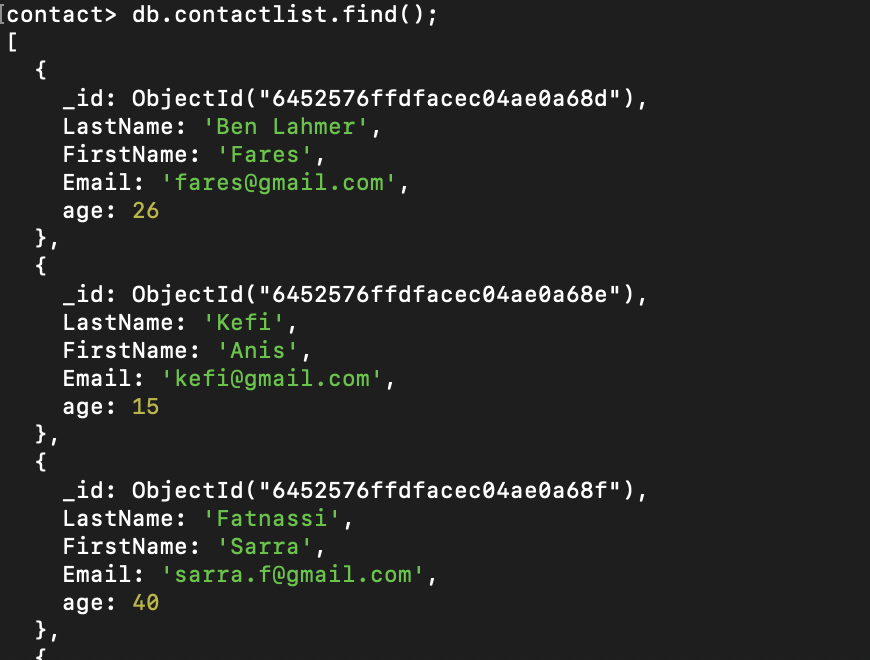 [contact> db.contactlist.find();
[
  {
    _id: ObjectId("6452576ffdfacec04ae0a68d"),
    LastName: 'Ben Lahmer',
    FirstName: 'Fares',
    Email: 'fares@gmail.com',
    age: 26
  },
  {
    _id: ObjectId("6452576ffdfacec04ae0a68e"),
    LastName: 'Kefi',
    FirstName: 'Anis',
    Email: 'kefi@gmail.com',
    age: 15
  },
  {
    _id: ObjectId("6452576ffdfacec04ae0a68f"),
    LastName: 'Fatnassi',
    FirstName: 'Sarra',
    Email: 'sarra.f@gmail.com',
    age: 40
  },
  {